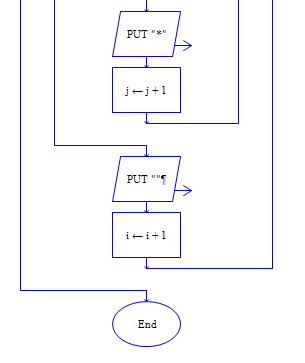 PUT "*"
j ← j + 1
PUT ""¶
i ← i + 1
End